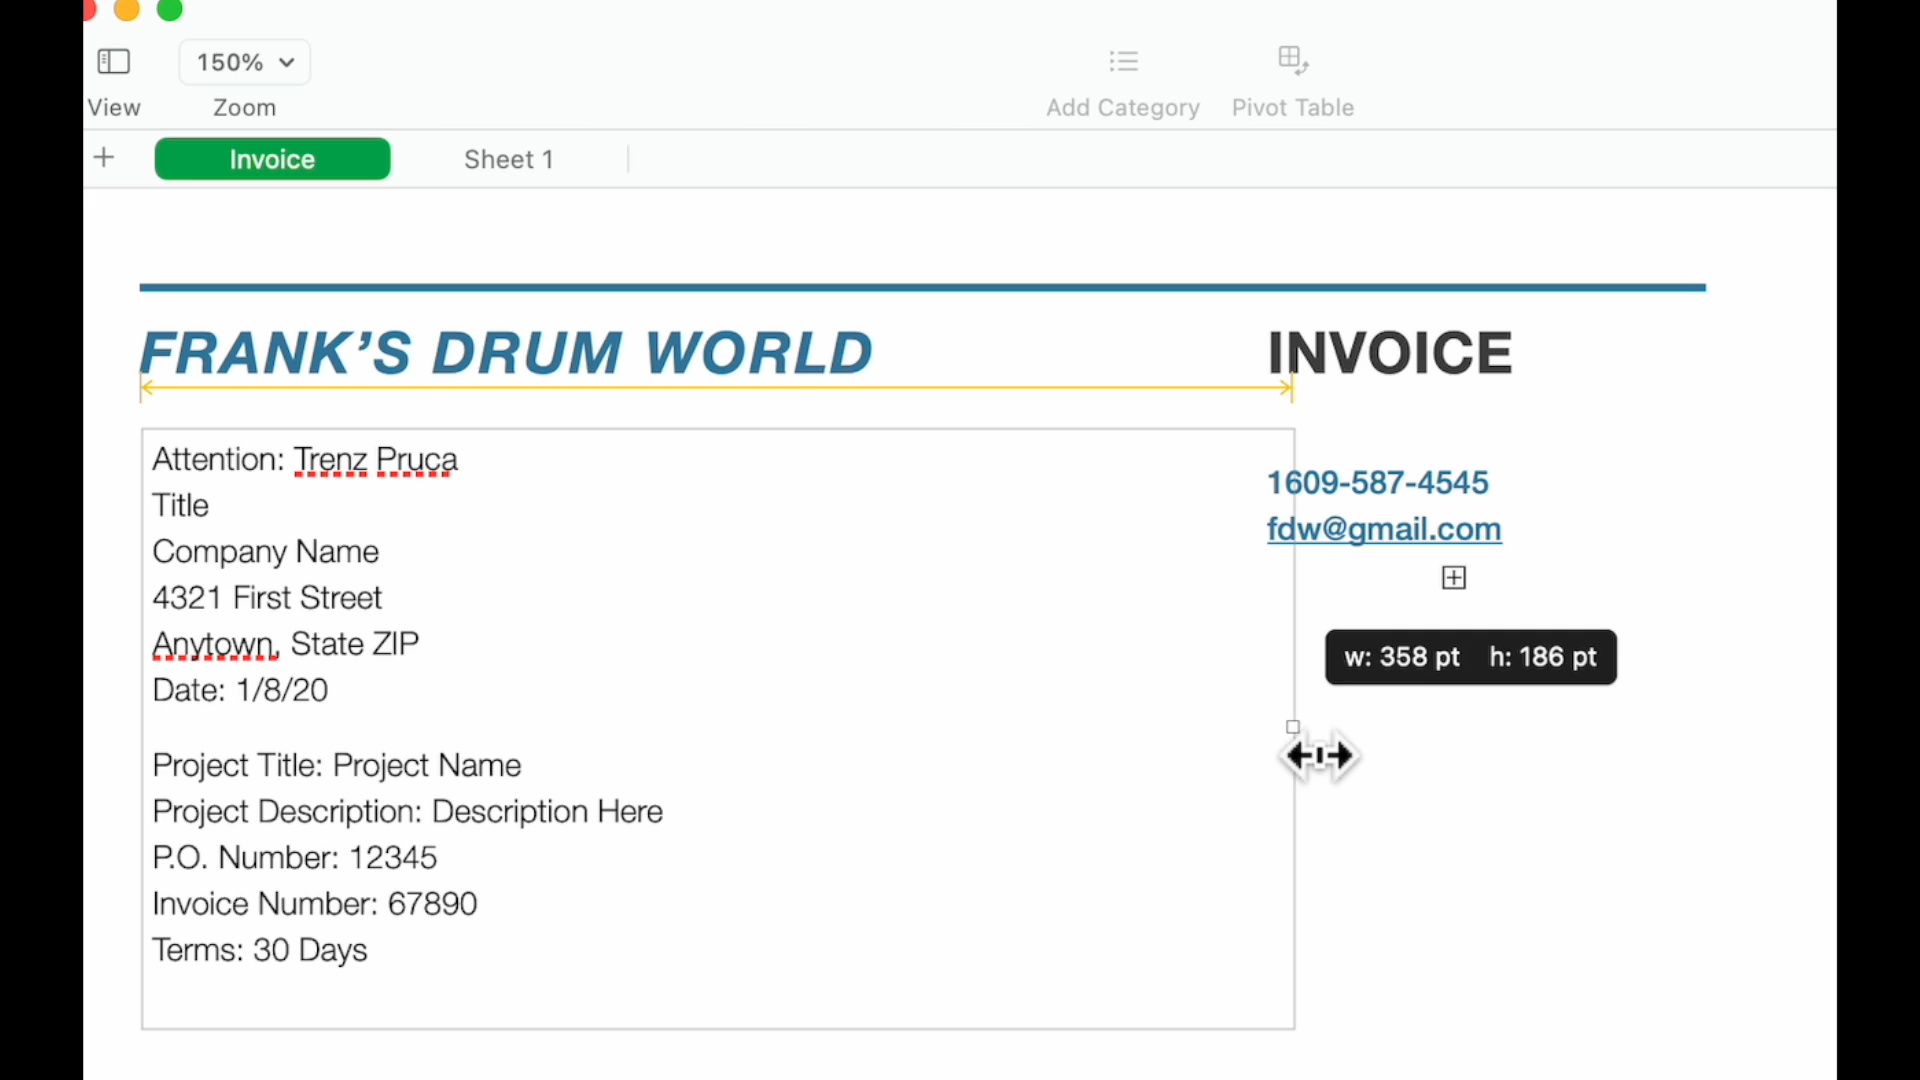 150%
View
Zoom
Add Category
Pivot Table
Invoice
Sheet 1
FRANK’S DRUM WORLD
INVOICE
Attention: Trenz Pruca
Title
Company Name
4321 First Street
Anytown, State ZIP
Date: 1/8/20
1609-587-4545
fdw@gmail.com
w: 358 pt h: 186 pt
Project Title: Project Name
Project Description: Description Here
P.O. Number: 12345
Invoice Number: 67890
Terms: 30 Days